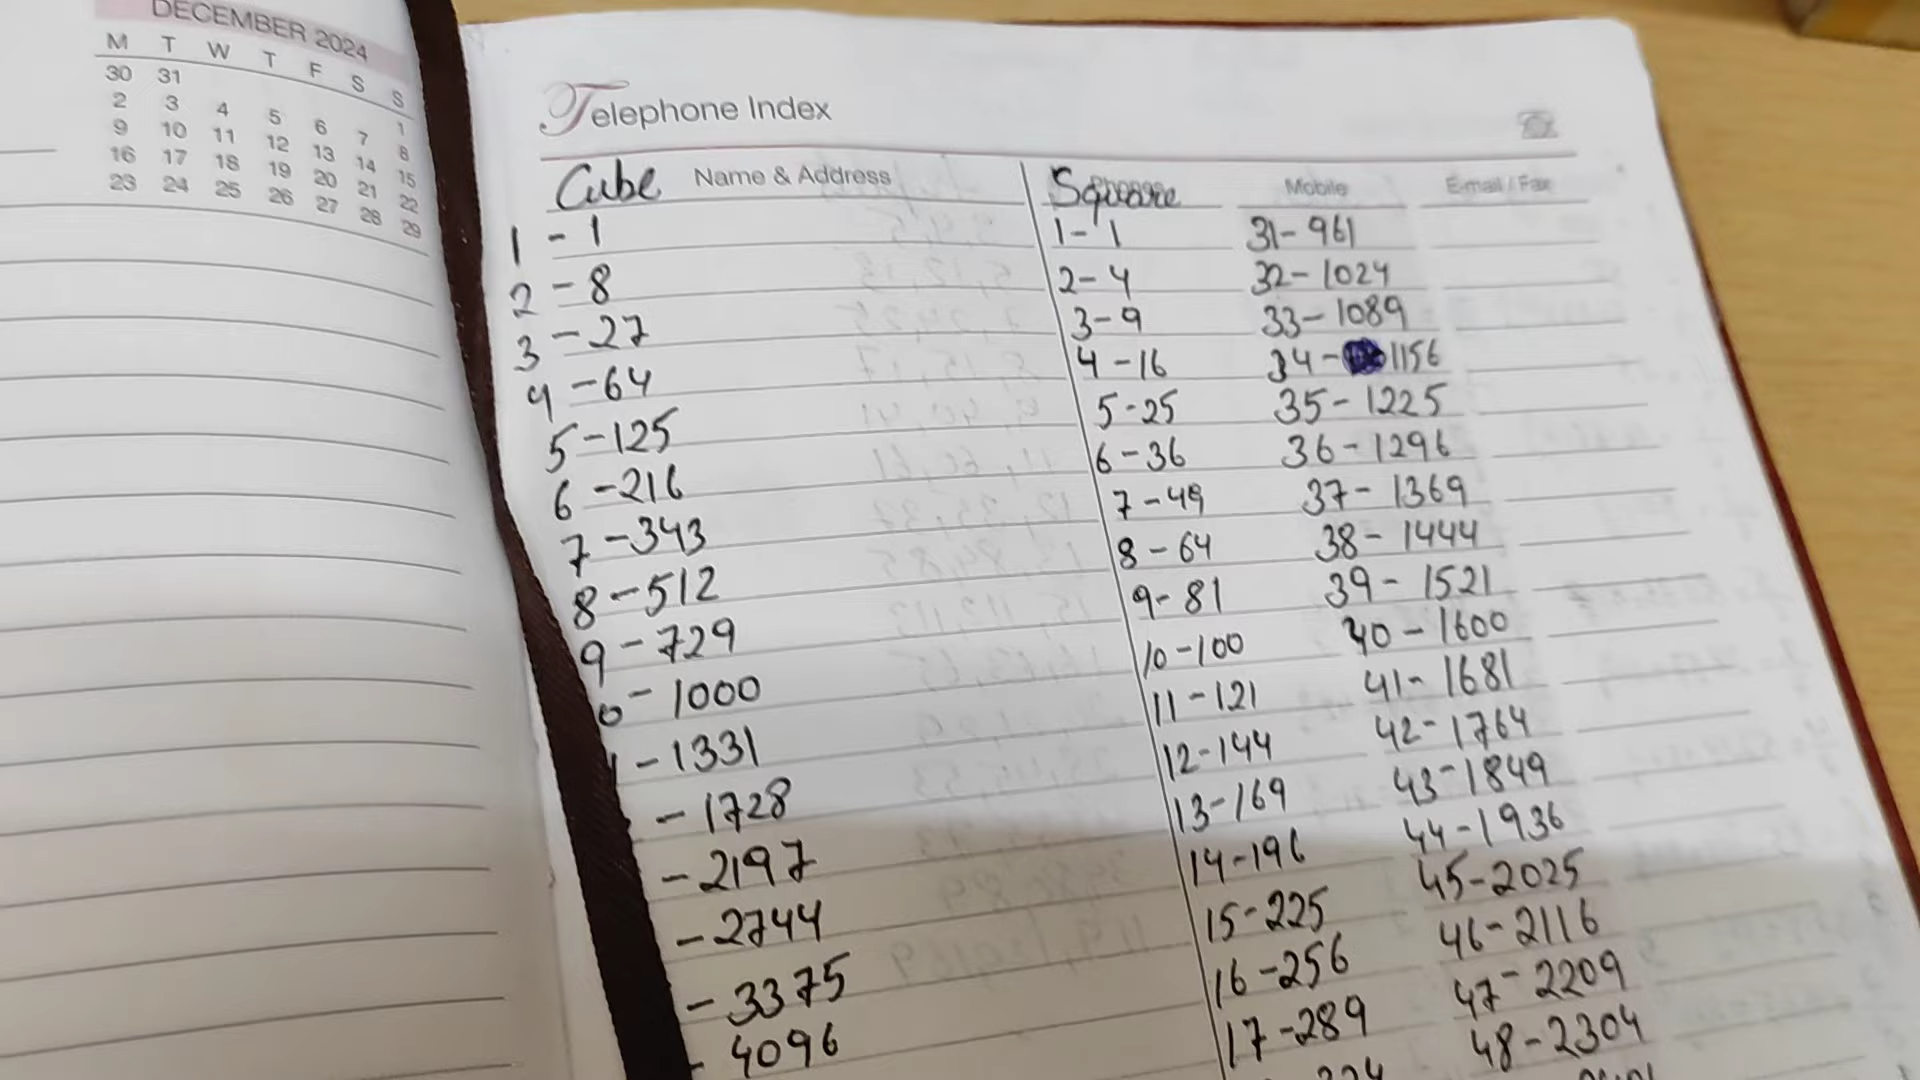 DECEMBER 2024
M T W T F S S
30 31 1
2 3 4 5 6 7 8
9 10 11 12 13 14 15
16 17 18 19 20 21 22
23 24 25 26 27 28 29
Telephone Index
Cube Name & Address
1 - 1
2 - 8
3 - 27
4 - 64
5 - 125
6 - 216
7 - 343
8 - 512
9 - 729
0 - 1000
1 - 1331
- 1728
- 2197
- 2744
- 3375
- 4096
Square Phone Mobile E-mail / Fax
1 - 1 31 - 961
2 - 4 32 - 1024
3 - 9 33 - 1089
4 - 16 34 - 1156
5 - 25 35 - 1225
6 - 36 36 - 1296
7 - 49 37 - 1369
8 - 64 38 - 1444
9 - 81 39 - 1521
10 - 100 40 - 1600
11 - 121 41 - 1681
12 - 144 42 - 1764
13 - 169 43 - 1849
14 - 196 44 - 1936
15 - 225 45 - 2025
16 - 256 46 - 2116
17 - 289 47 - 2209
48 - 2304